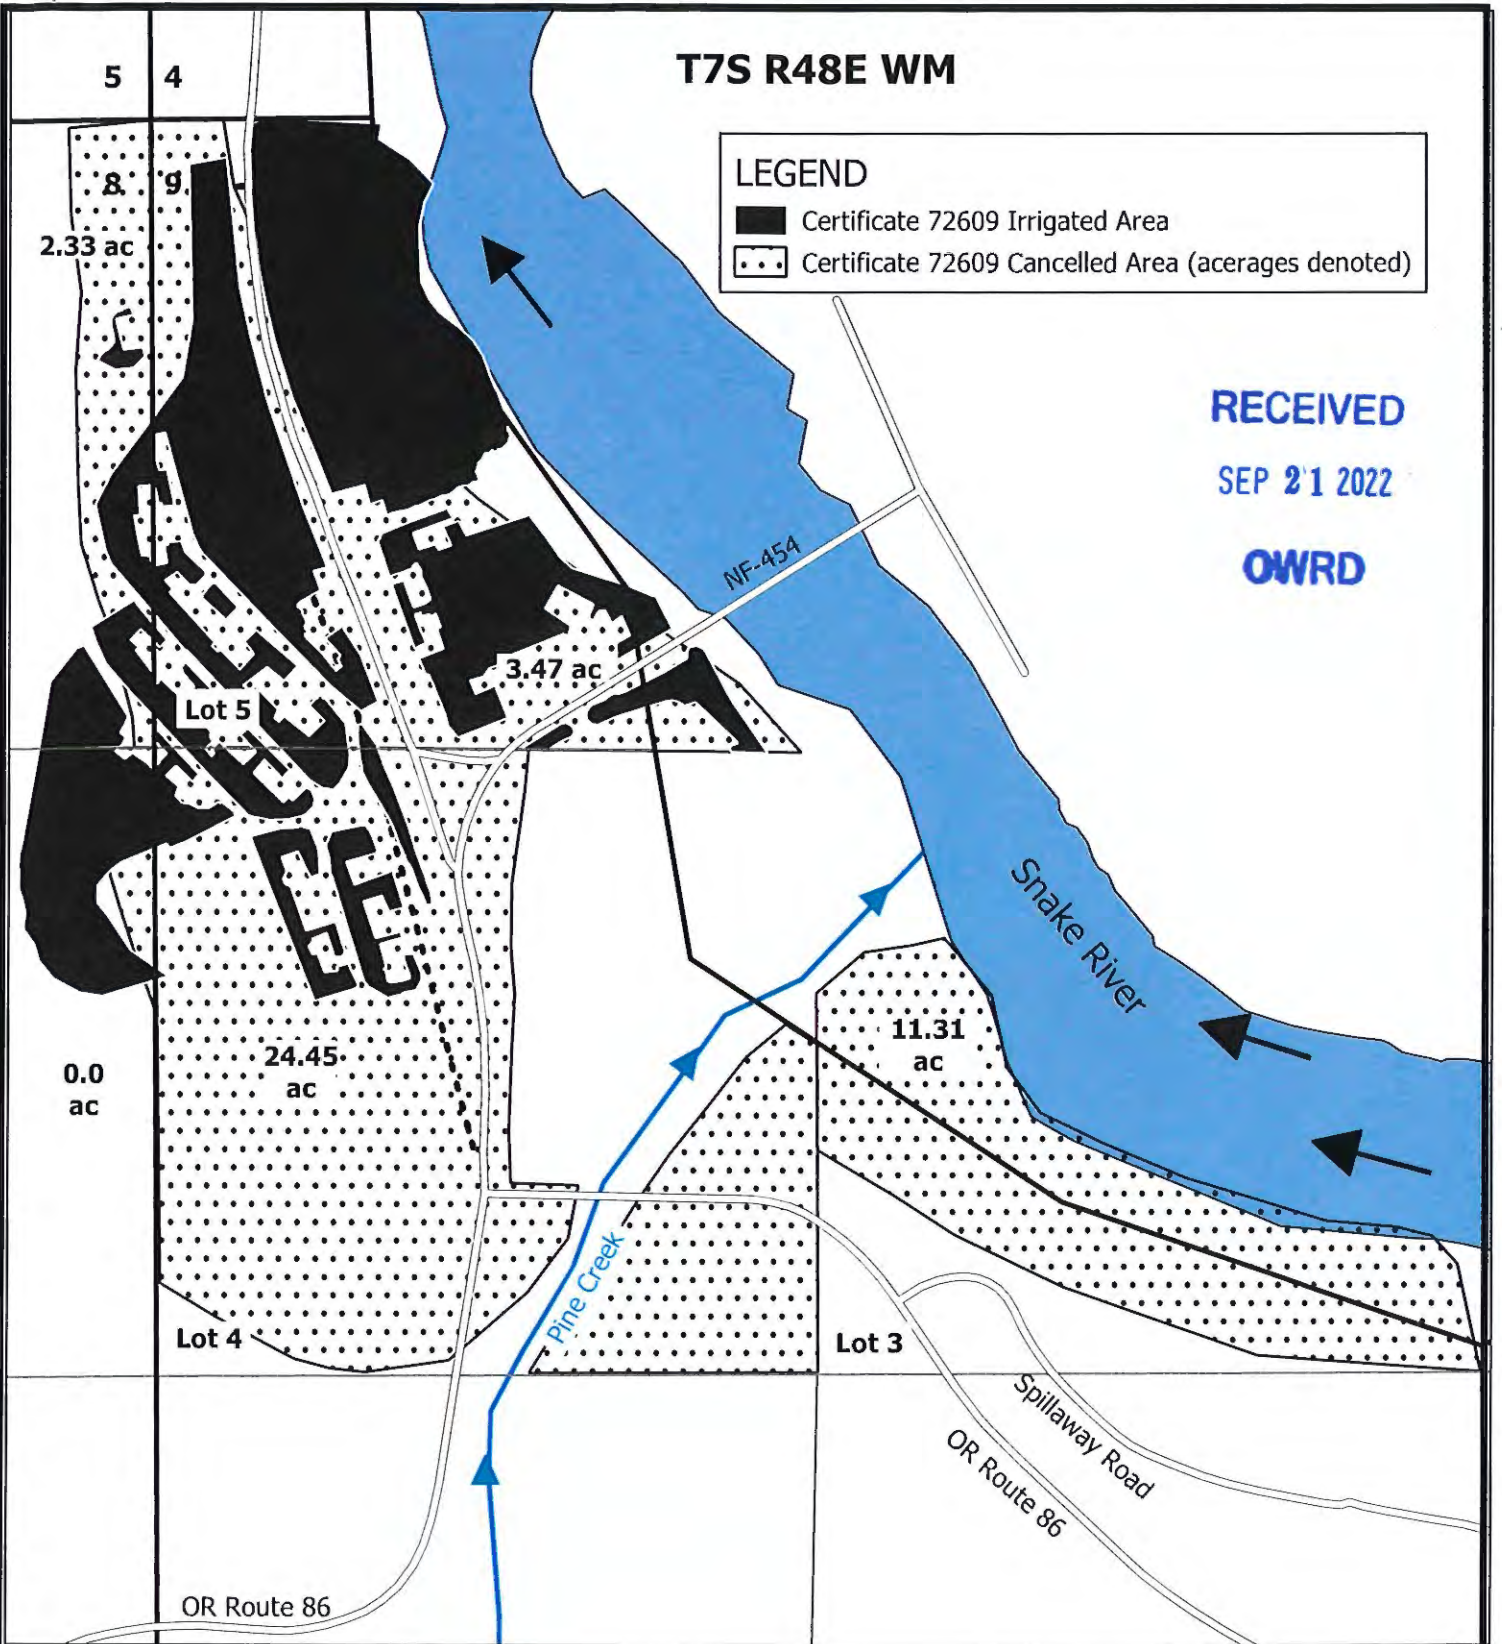 T7S R48E WM
5 4
LEGEND
Certificate 72609 Irrigated Area
Certificate 72609 Cancelled Area (acerages denoted)
8 9
2.33 ac
RECEIVED
SEP 21 2022
OWRD
NF-454
3.47 ac
Lot 5
Snake River
11.31
ac
24.45
ac
0.0
ac
Pine Creek
Lot 4
Lot 3
Spillaway Road
OR Route 86
OR Route 86